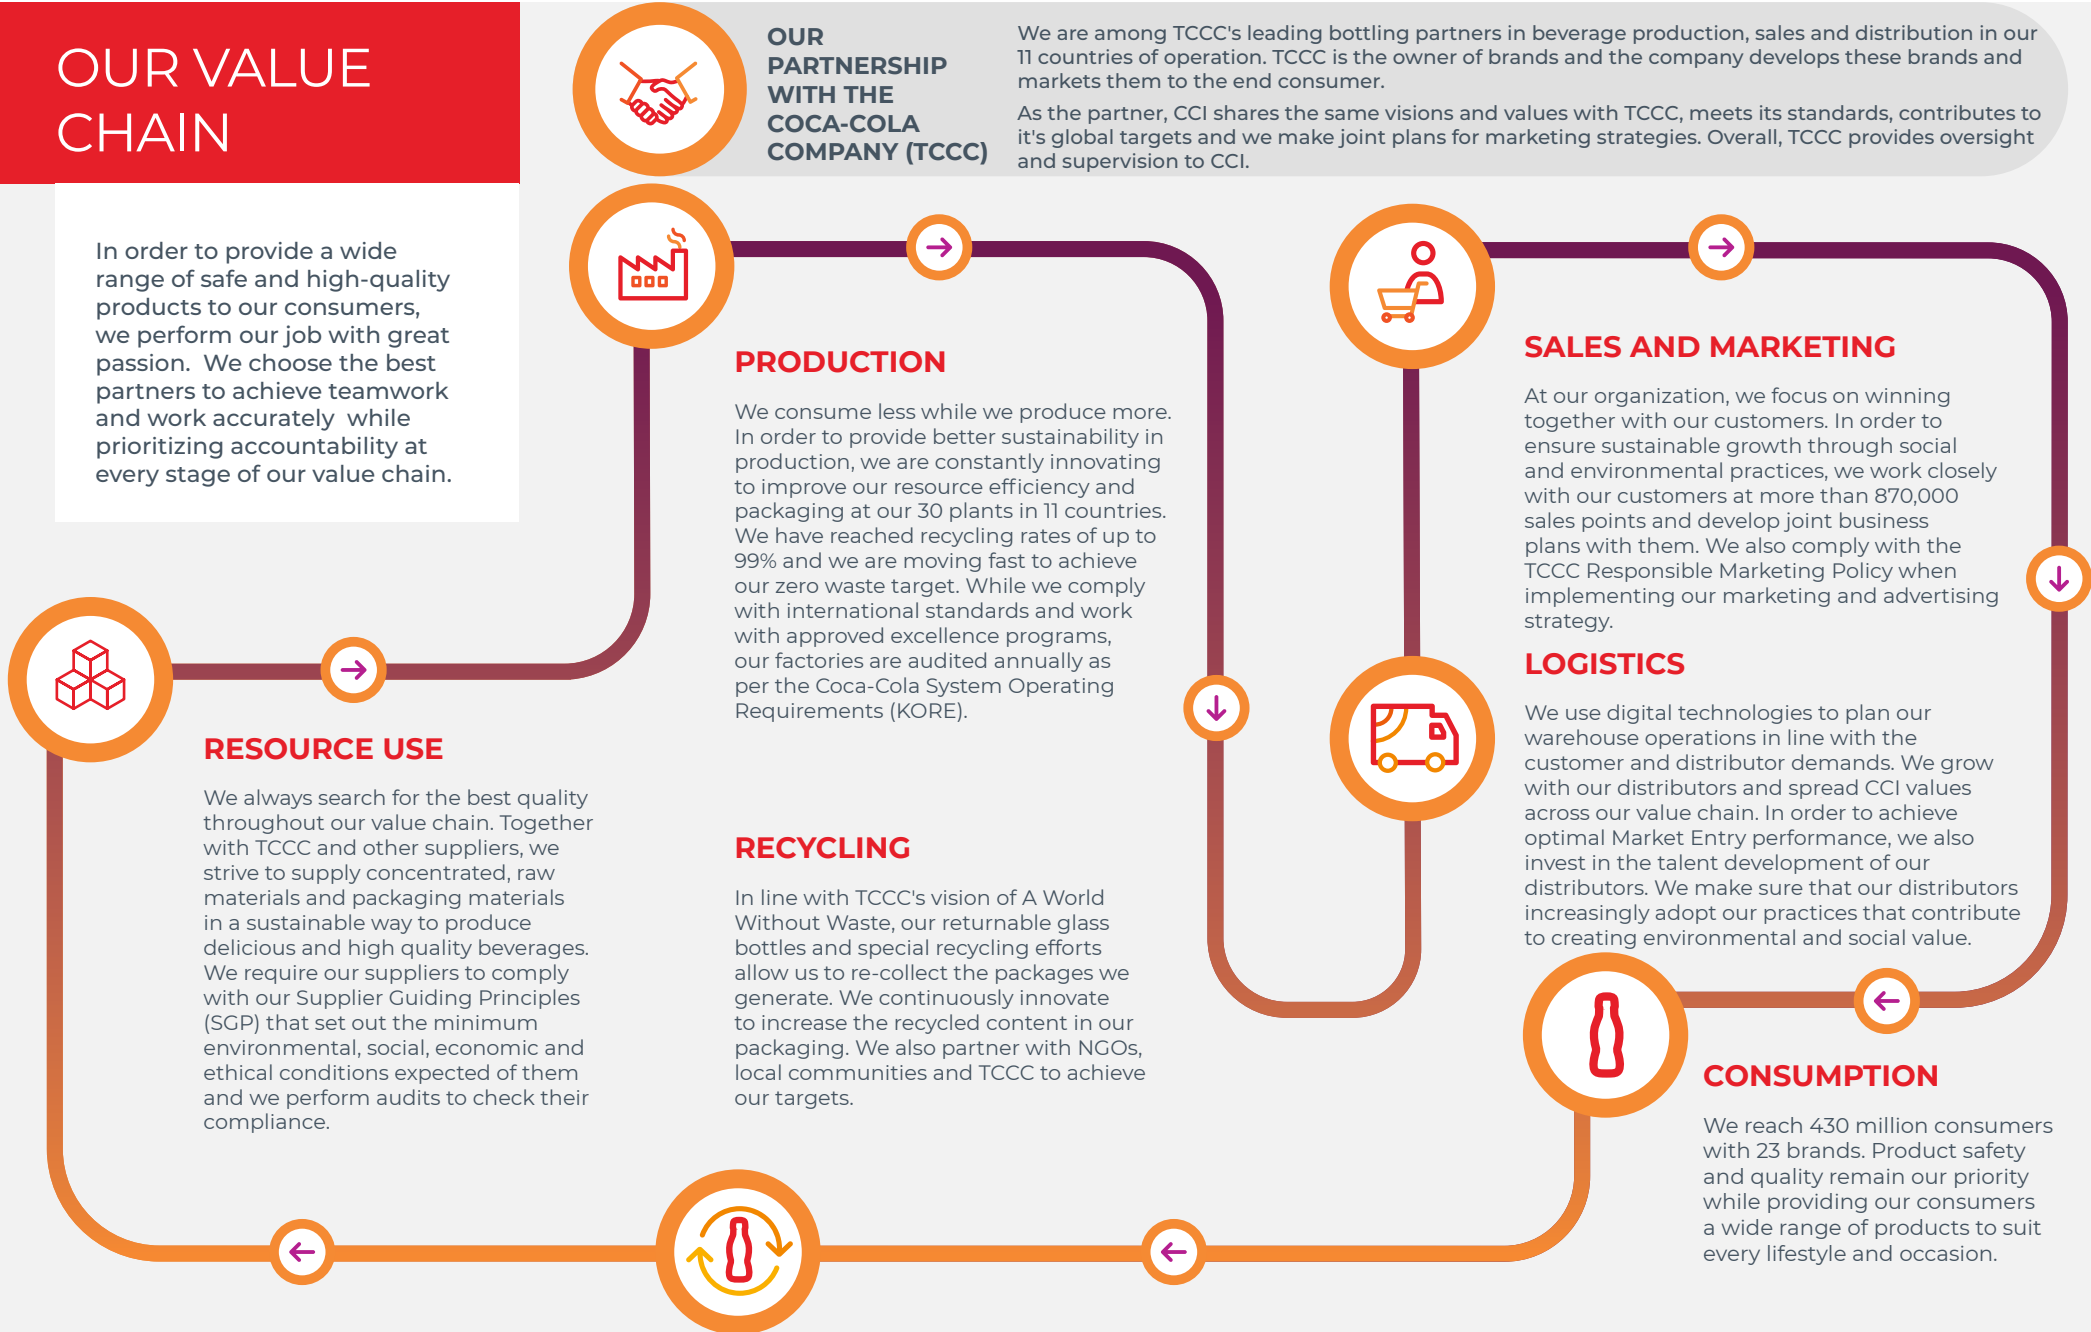 OUR VALUE
CHAIN
In order to provide a wide
range of safe and high-quality
products to our consumers,
we perform our job with great
passion.  We choose the best
partners to achieve teamwork
and work accurately  while
prioritizing accountability at
every stage of our value chain.
OUR
PARTNERSHIP
WITH THE
COCA-COLA
COMPANY (TCCC)
We are among TCCC's leading bottling partners in beverage production, sales and distribution in our
11 countries of operation. TCCC is the owner of brands and the company develops these brands and
markets them to the end consumer.
As the partner, CCI shares the same visions and values with TCCC, meets its standards, contributes to
it's global targets and we make joint plans for marketing strategies. Overall, TCCC provides oversight
and supervision to CCI.
RESOURCE USE
We always search for the best quality
throughout our value chain. Together
with TCCC and other suppliers, we
strive to supply concentrated, raw
materials and packaging materials
in a sustainable way to produce
delicious and high quality beverages.
We require our suppliers to comply
with our Supplier Guiding Principles
(SGP) that set out the minimum
environmental, social, economic and
ethical conditions expected of them
and we perform audits to check their
compliance.
PRODUCTION
We consume less while we produce more.
In order to provide better sustainability in
production, we are constantly innovating
to improve our resource efficiency and
packaging at our 30 plants in 11 countries.
We have reached recycling rates of up to
99% and we are moving fast to achieve
our zero waste target. While we comply
with international standards and work
with approved excellence programs,
our factories are audited annually as
per the Coca-Cola System Operating
Requirements (KORE).
RECYCLING
In line with TCCC's vision of A World
Without Waste, our returnable glass
bottles and special recycling efforts
allow us to re-collect the packages we
generate. We continuously innovate
to increase the recycled content in our
packaging. We also partner with NGOs,
local communities and TCCC to achieve
our targets.
SALES AND MARKETING
At our organization, we focus on winning
together with our customers. In order to
ensure sustainable growth through social
and environmental practices, we work closely
with our customers at more than 870,000
sales points and develop joint business
plans with them. We also comply with the
TCCC Responsible Marketing Policy when
implementing our marketing and advertising
strategy.
LOGISTICS
We use digital technologies to plan our
warehouse operations in line with the
customer and distributor demands. We grow
with our distributors and spread CCI values
across our value chain. In order to achieve
optimal Market Entry performance, we also
invest in the talent development of our
distributors. We make sure that our distributors
increasingly adopt our practices that contribute
to creating environmental and social value.
CONSUMPTION
We reach 430 million consumers
with 23 brands. Product safety
and quality remain our priority
while providing our consumers
a wide range of products to suit
every lifestyle and occasion.